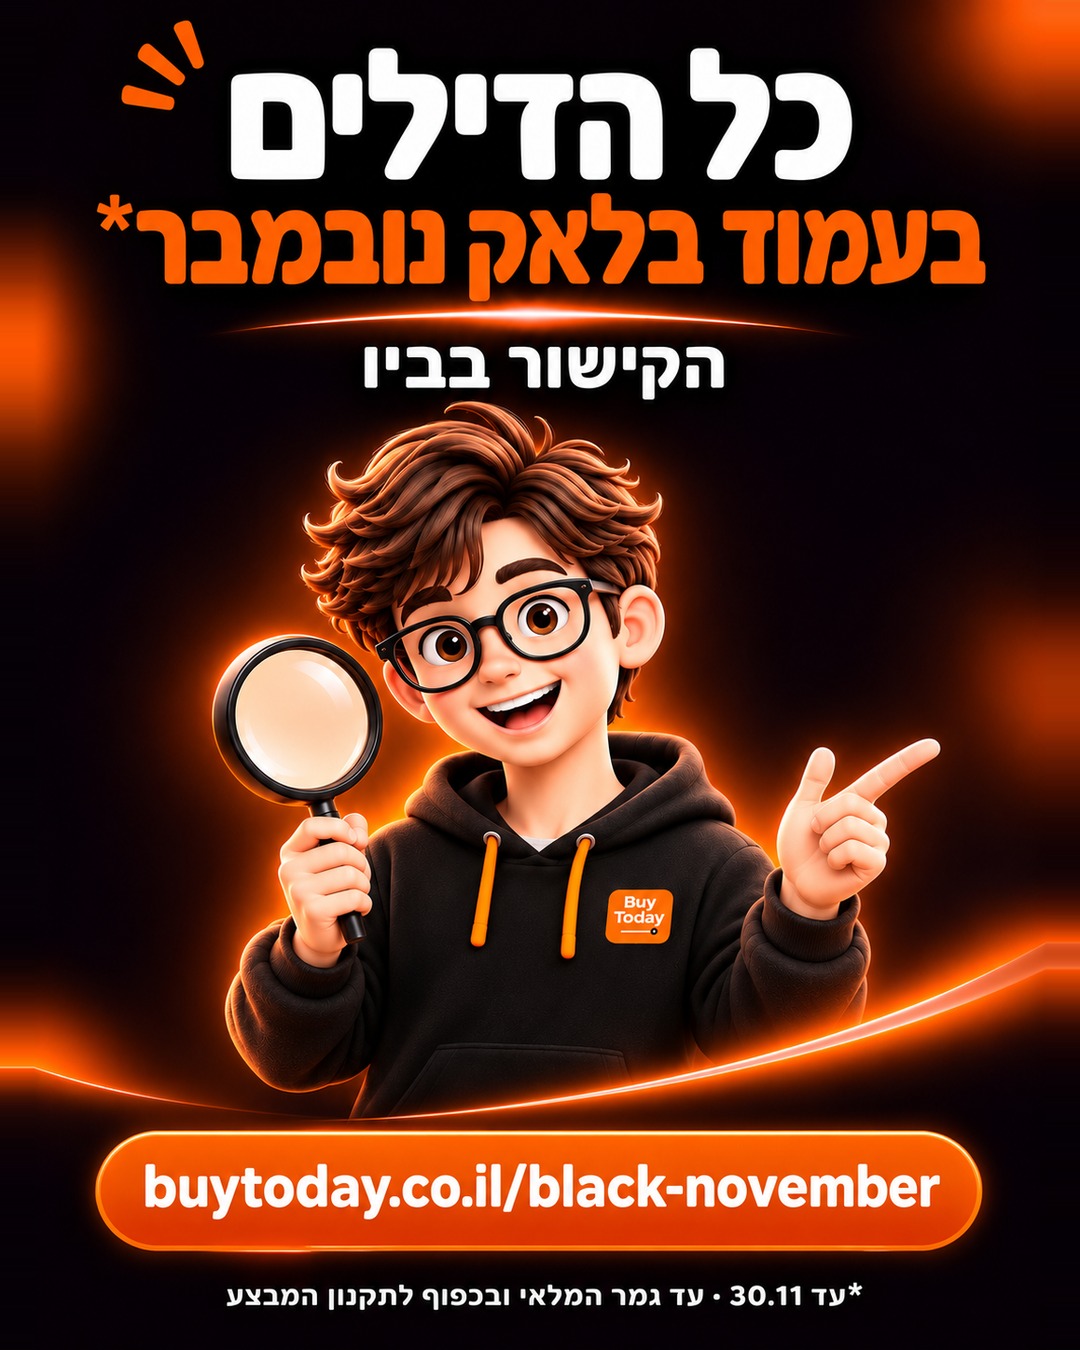 כל הדילים
בעמוד בלאק נובמבר*
הקישור בביו
Buy
Today
buytoday.co.il/black-november
*עד 30.11 · עד גמר המלאי ובכפוף לתקנון המבצע